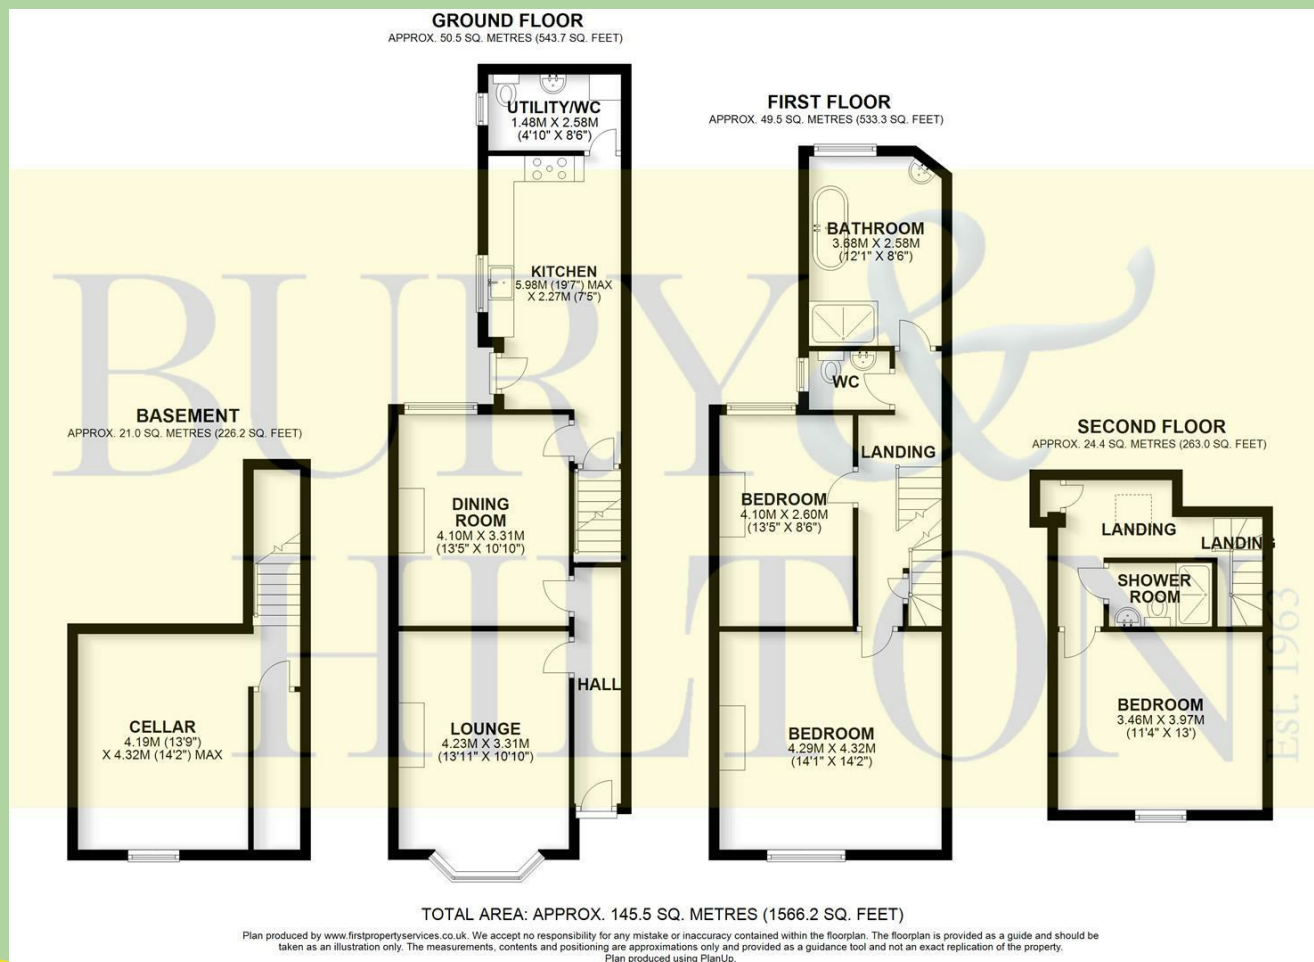 GROUND FLOOR
APPROX. 50.5 SQ. METRES (543.7 SQ. FEET)
UTILITY/WC
1.48M X 2.58M
(4'10" X 8'6")
KITCHEN
5.98M (19'7") MAX
X 2.27M (7'5")
DINING
ROOM
4.10M X 3.31M
(13'5" X 10'10")
LOUNGE
4.23M X 3.31M
(13'11" X 10'10")
HALL
FIRST FLOOR
APPROX. 49.5 SQ. METRES (533.3 SQ. FEET)
BATHROOM
3.68M X 2.58M
(12'1" X 8'6")
WC
LANDING
BEDROOM
4.10M X 2.60M
(13'5" X 8'6")
BEDROOM
4.29M X 4.32M
(14'1" X 14'2")
BASEMENT
APPROX. 21.0 SQ. METRES (226.2 SQ. FEET)
CELLAR
4.19M (13'9")
X 4.32M (14'2") MAX
SECOND FLOOR
APPROX. 24.4 SQ. METRES (263.0 SQ. FEET)
LANDING
LANDING
SHOWER
ROOM
BEDROOM
3.46M X 3.97M
(11'4" X 13')
BURY &
HILTON
Est. 1963
TOTAL AREA: APPROX. 145.5 SQ. METRES (1566.2 SQ. FEET)
Plan produced by www.firstpropertyservices.co.uk. We accept no responsibility for any mistake or inaccuracy contained within the floorplan. The floorplan is provided as a guide and should be
taken as an illustration only. The measurements, contents and positioning are approximations only and provided as a guidance tool and not an exact replication of the property.
Plan produced using PlanUp.